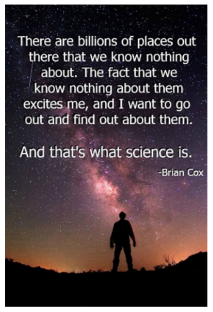 There are billions of places out
there that we know nothing
about. The fact that we
know nothing about them
excites me, and I want to go
out and find out about them.
And that's what science is.
-Brian Cox